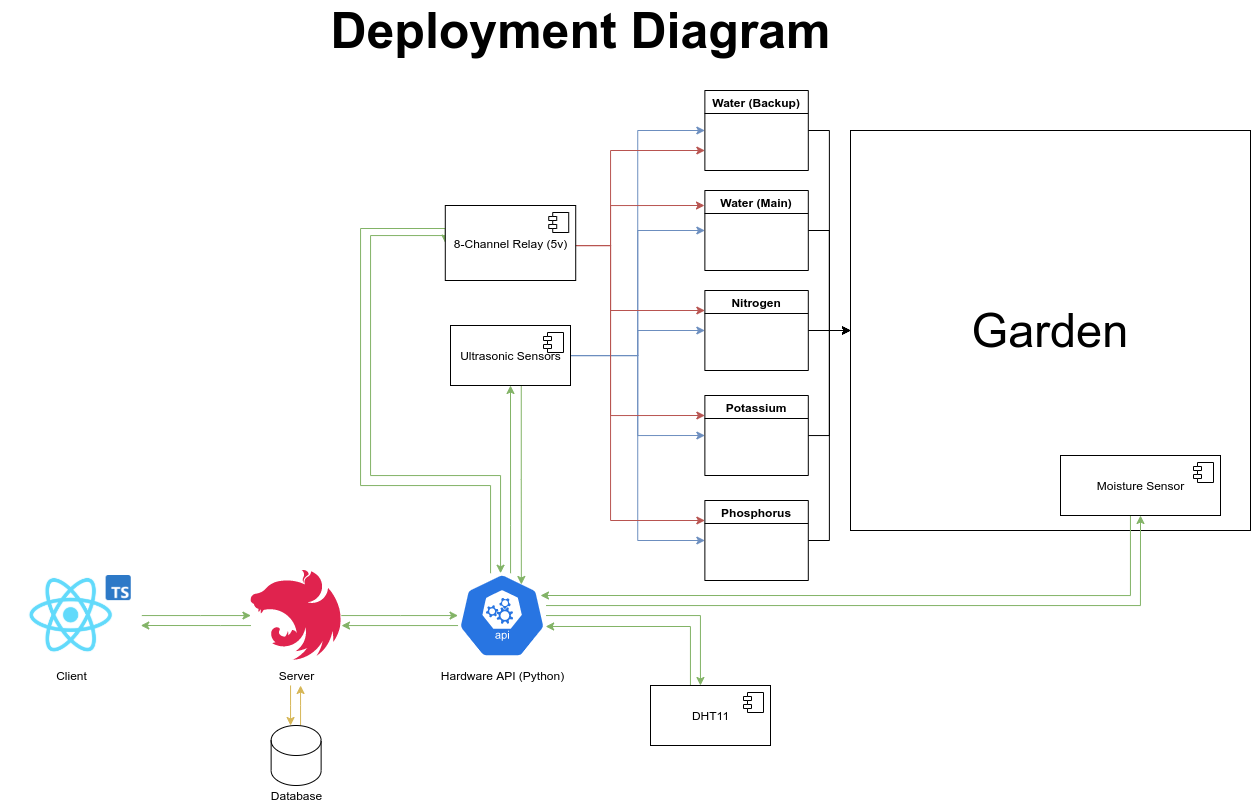 Deployment Diagram
Water (Backup)
Water (Main)
8-Channel Relay (5v)
Nitrogen
Garden
Ultrasonic Sensors
Potassium
Moisture Sensor
Phosphorus
TS
api
Client
Server
Hardware API (Python)
DHT11
Database